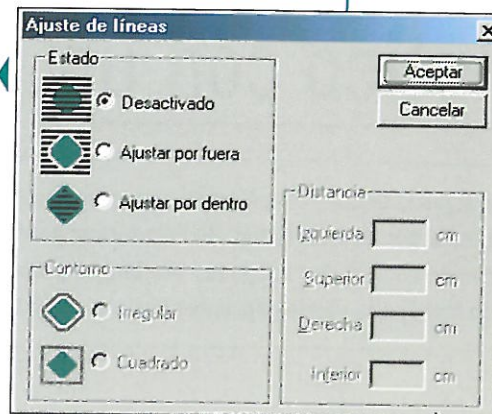 Ajuste de líneas
Estado
Desactivado
Ajustar por fuera
Ajustar por dentro
Aceptar
Cancelar
Contorno
Irregular
Cuadrado
Distancia
Izquierda cm
Superior cm
Derecha cm
Inferior cm